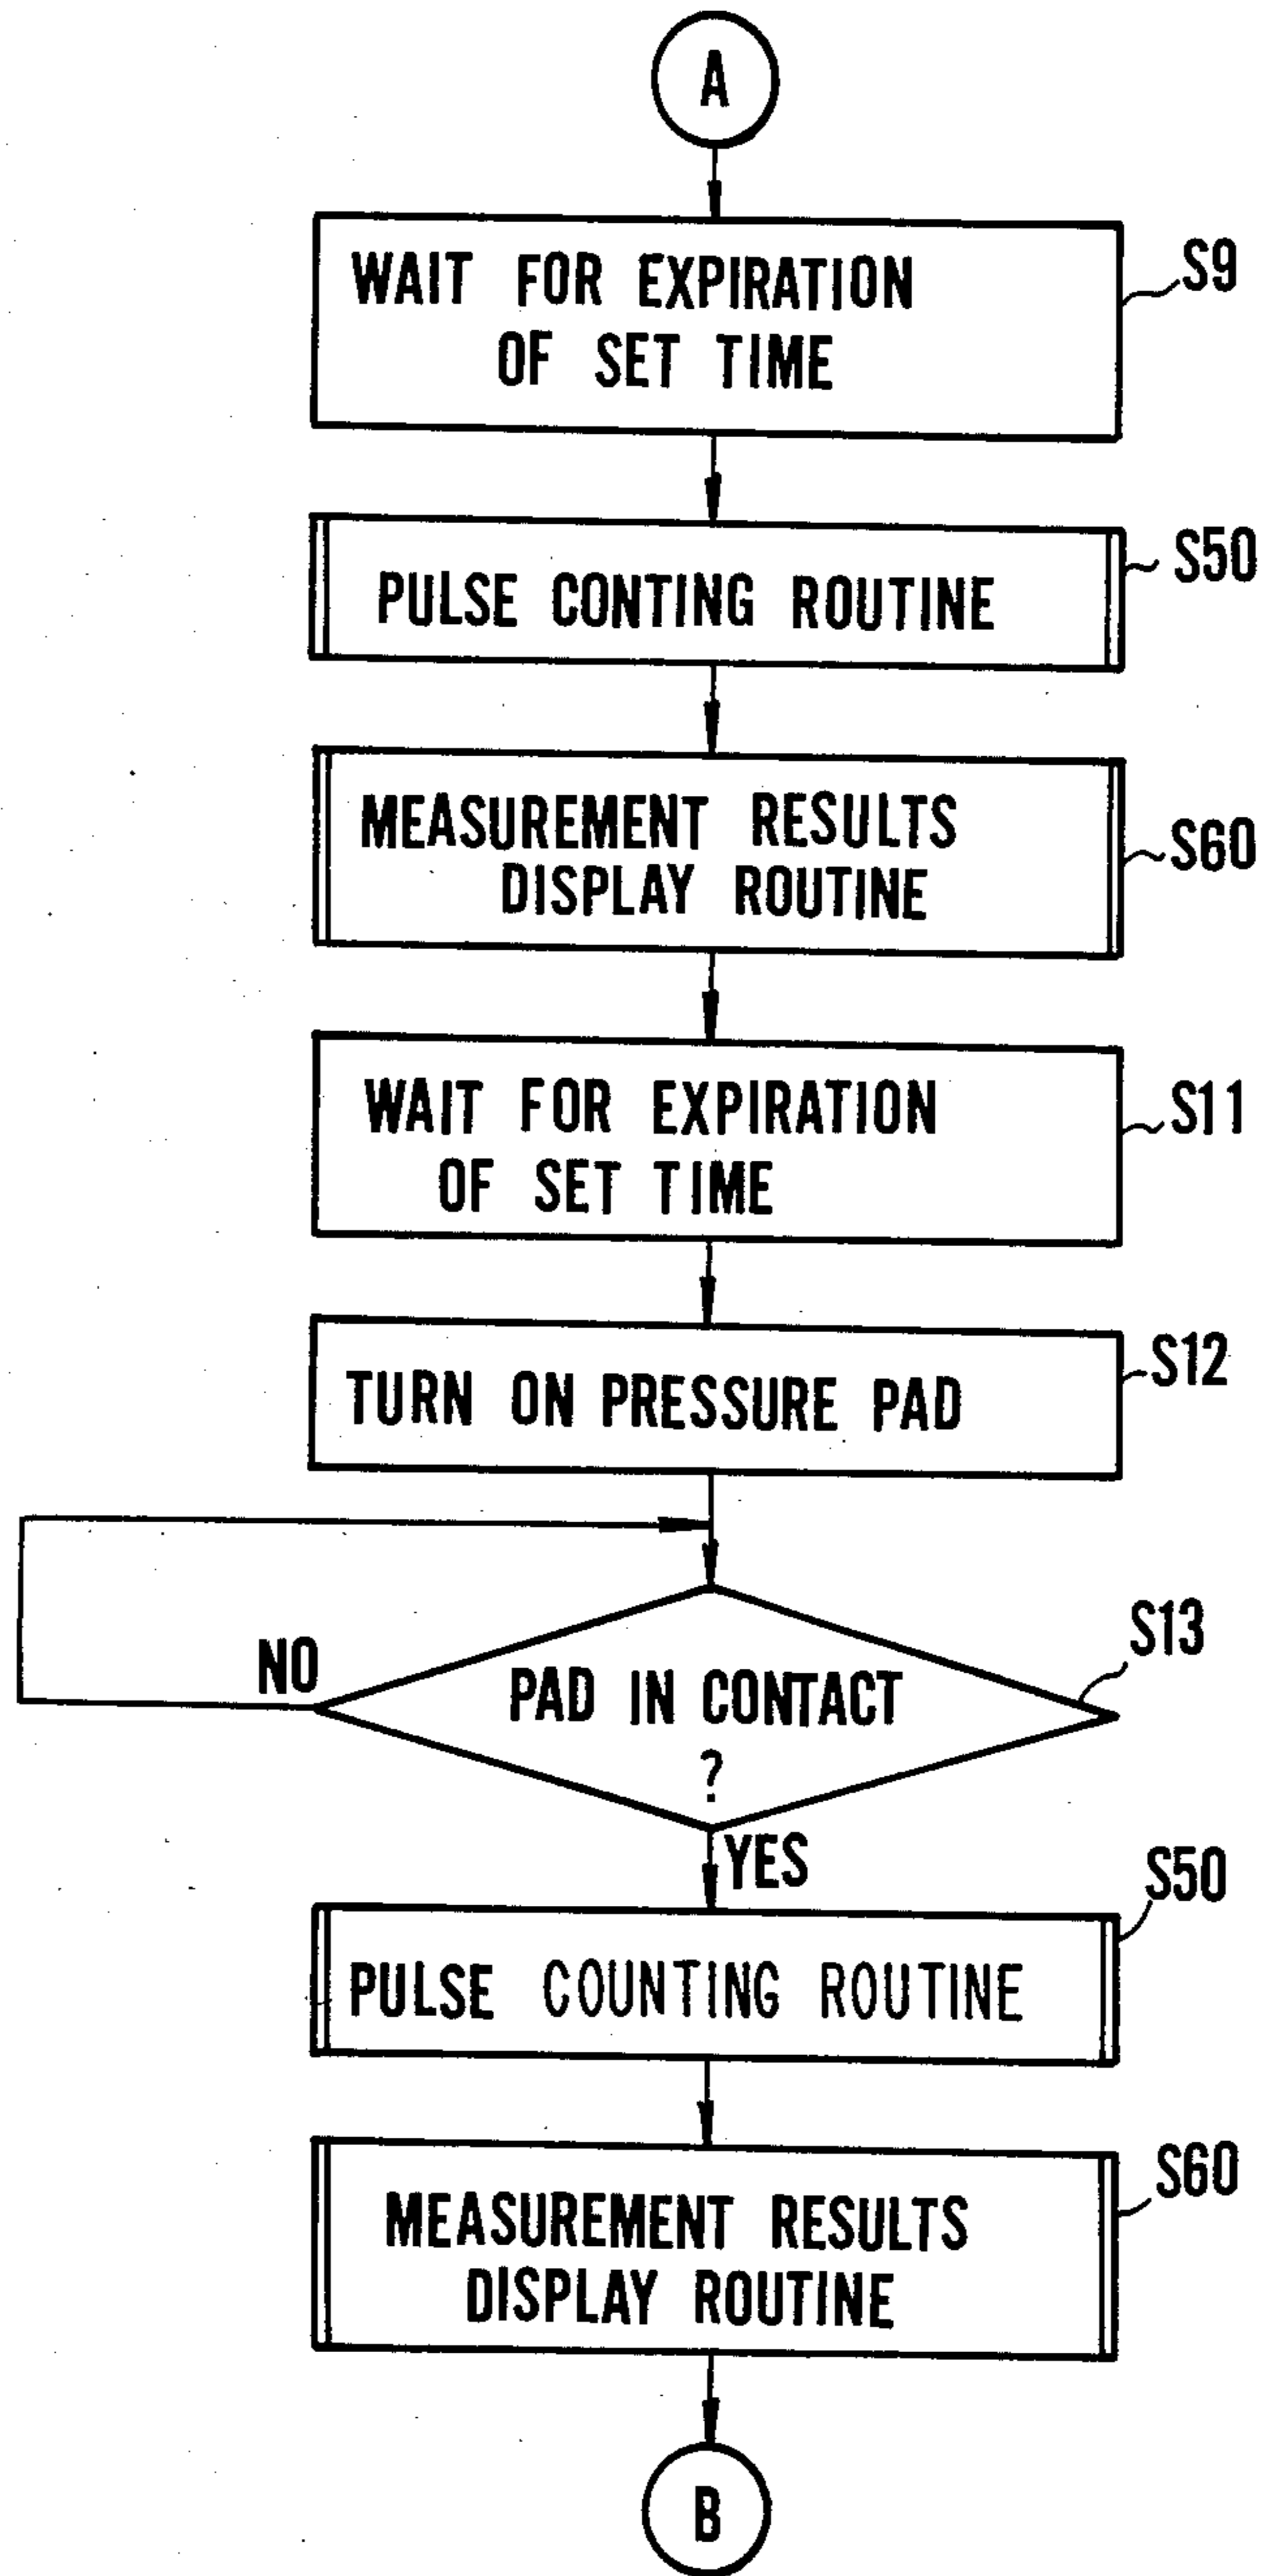 A
WAIT FOR EXPIRATION
OF SET TIME
S9
PULSE CONTING ROUTINE
S50
MEASUREMENT RESULTS
DISPLAY ROUTINE
S60
WAIT FOR EXPIRATION
OF SET TIME
S11
TURN ON PRESSURE PAD
S12
NO
PAD IN CONTACT
?
S13
YES
PULSE COUNTING ROUTINE
S50
MEASUREMENT RESULTS
DISPLAY ROUTINE
S60
B